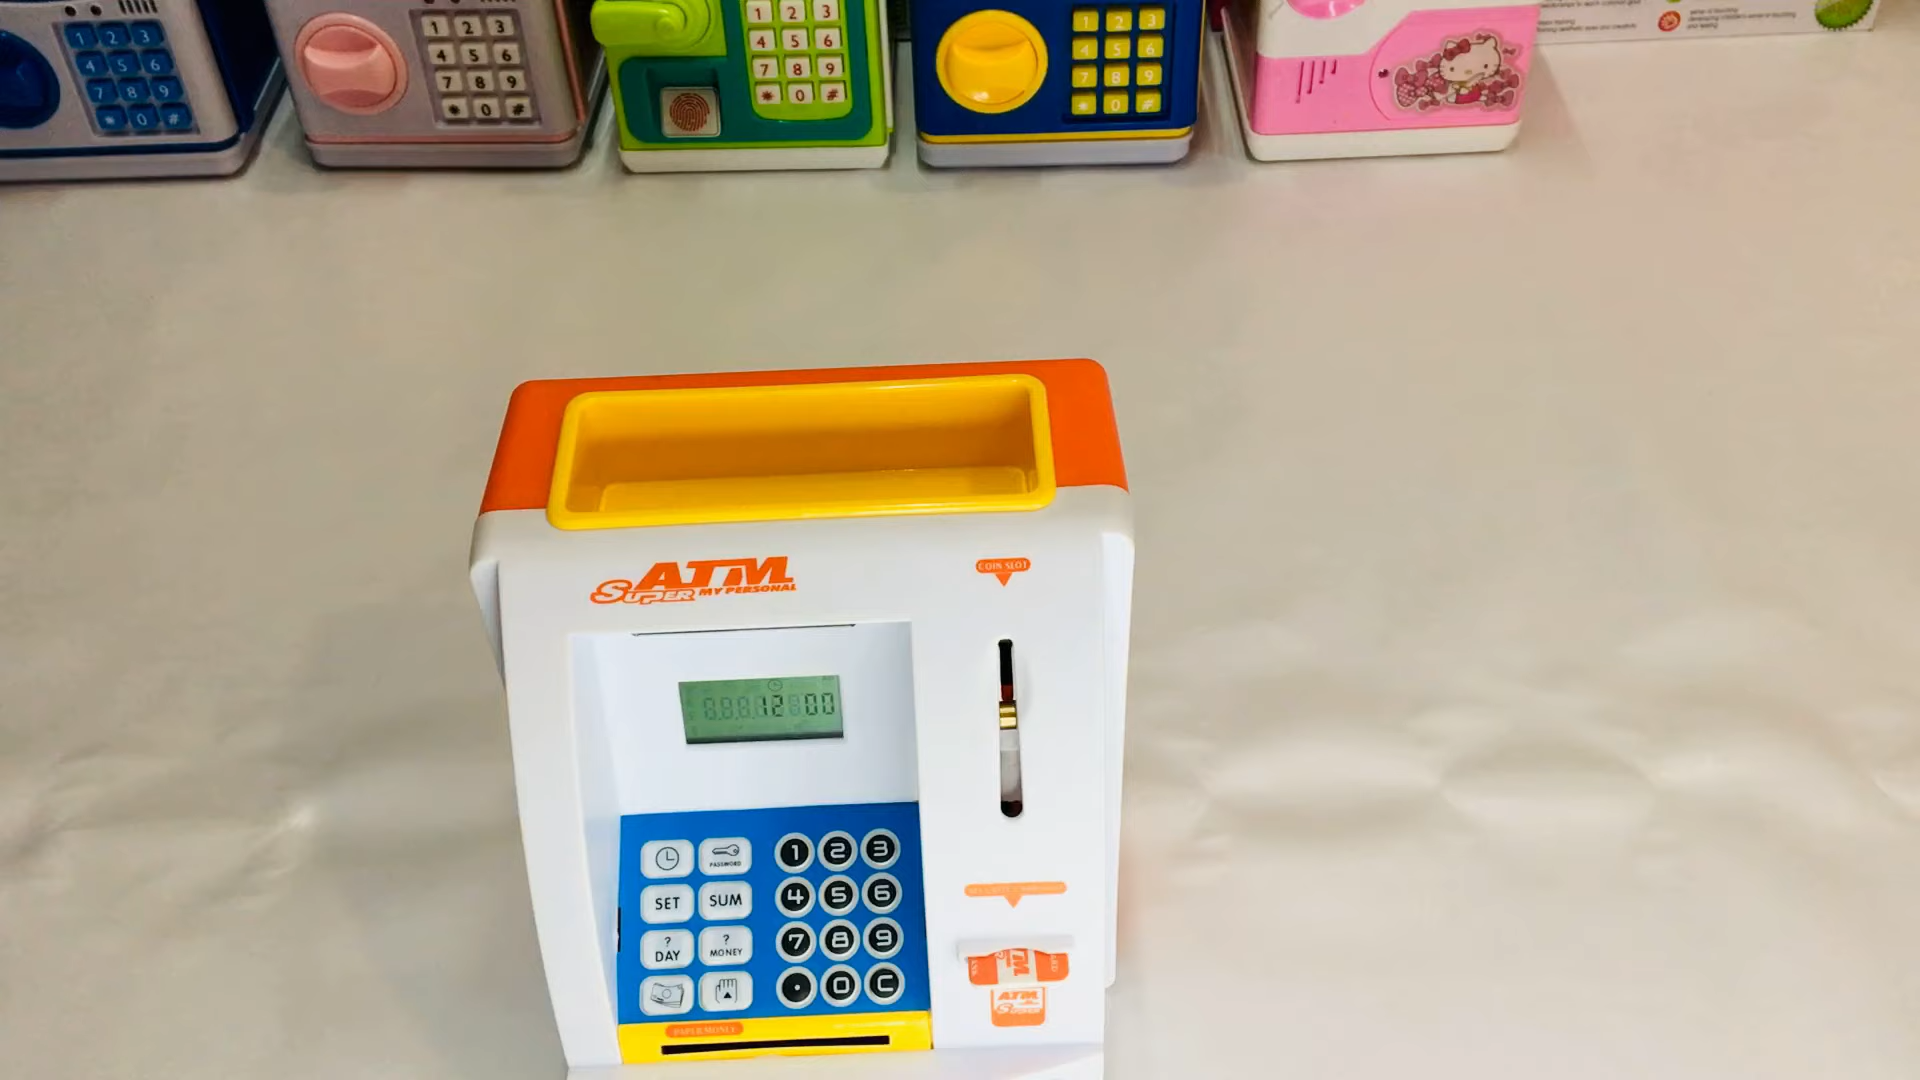 1 2 3
4 5 6
7 8 9
* 0 #
1 2 3
4 5 6
7 8 9
* 0 #
1 2 3
4 5 6
7 8 9
* 0 #
1 2 3
4 5 6
7 8 9
* 0 #
ATM
SUPER MY PERSONAL
COIN SLOT
12 00
PASSWORD
1 2 3
SET SUM
4 5 6
? DAY
? MONEY
7 8 9
. 0 C
PAPER MONEY
ATM
SUPER